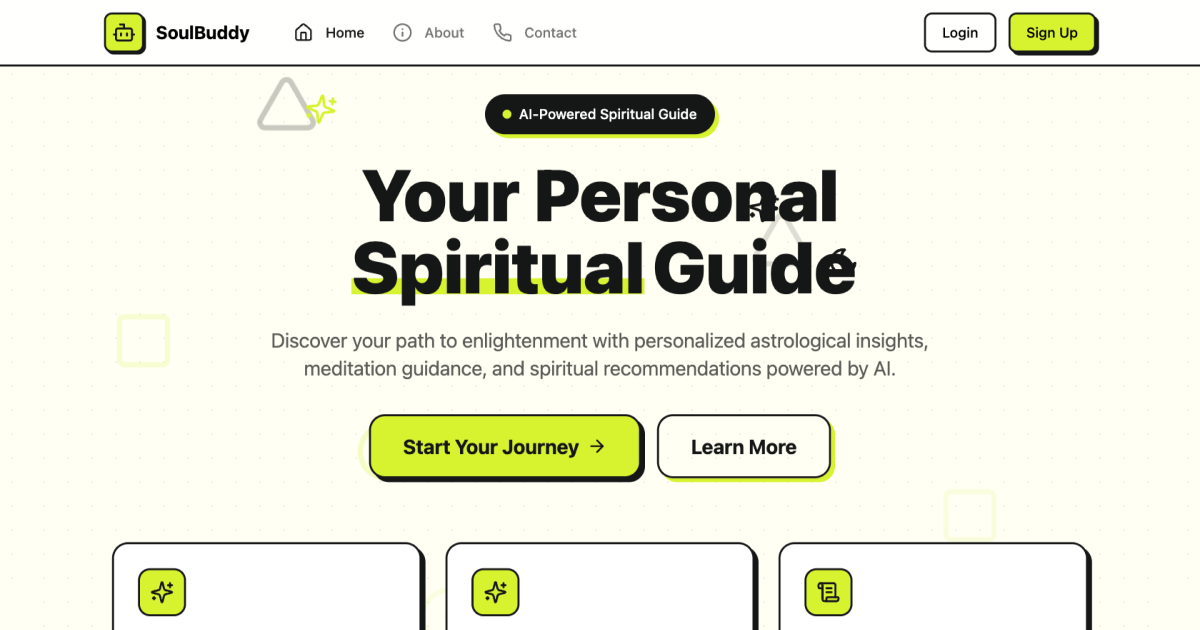 SoulBuddy
Home
About
Contact
Login
Sign Up
AI-Powered Spiritual Guide
Your Personal
Spiritual Guide
Discover your path to enlightenment with personalized astrological insights,
meditation guidance, and spiritual recommendations powered by AI.
Start Your Journey →
Learn More